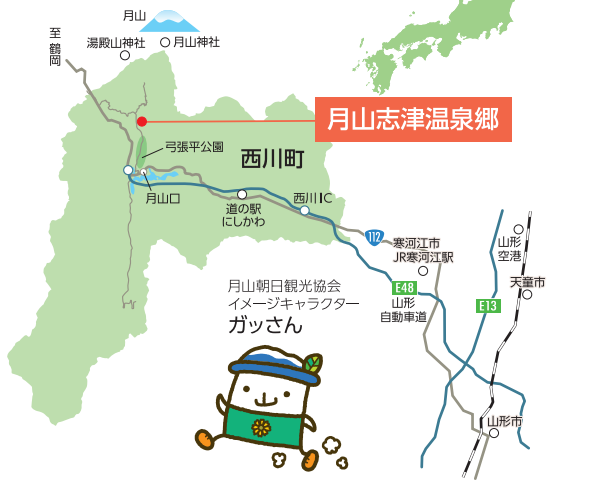 月山
至
鶴
岡
湯殿山神社
月山神社
月山志津温泉郷
弓張平公園
西川町
月山口
道の駅
にしかわ
西川IC
112
寒河江市
JR寒河江駅
山形
空港
天童市
E48
E13
山形
自動車道
月山朝日観光協会
イメージキャラクター
ガッさん
山形市